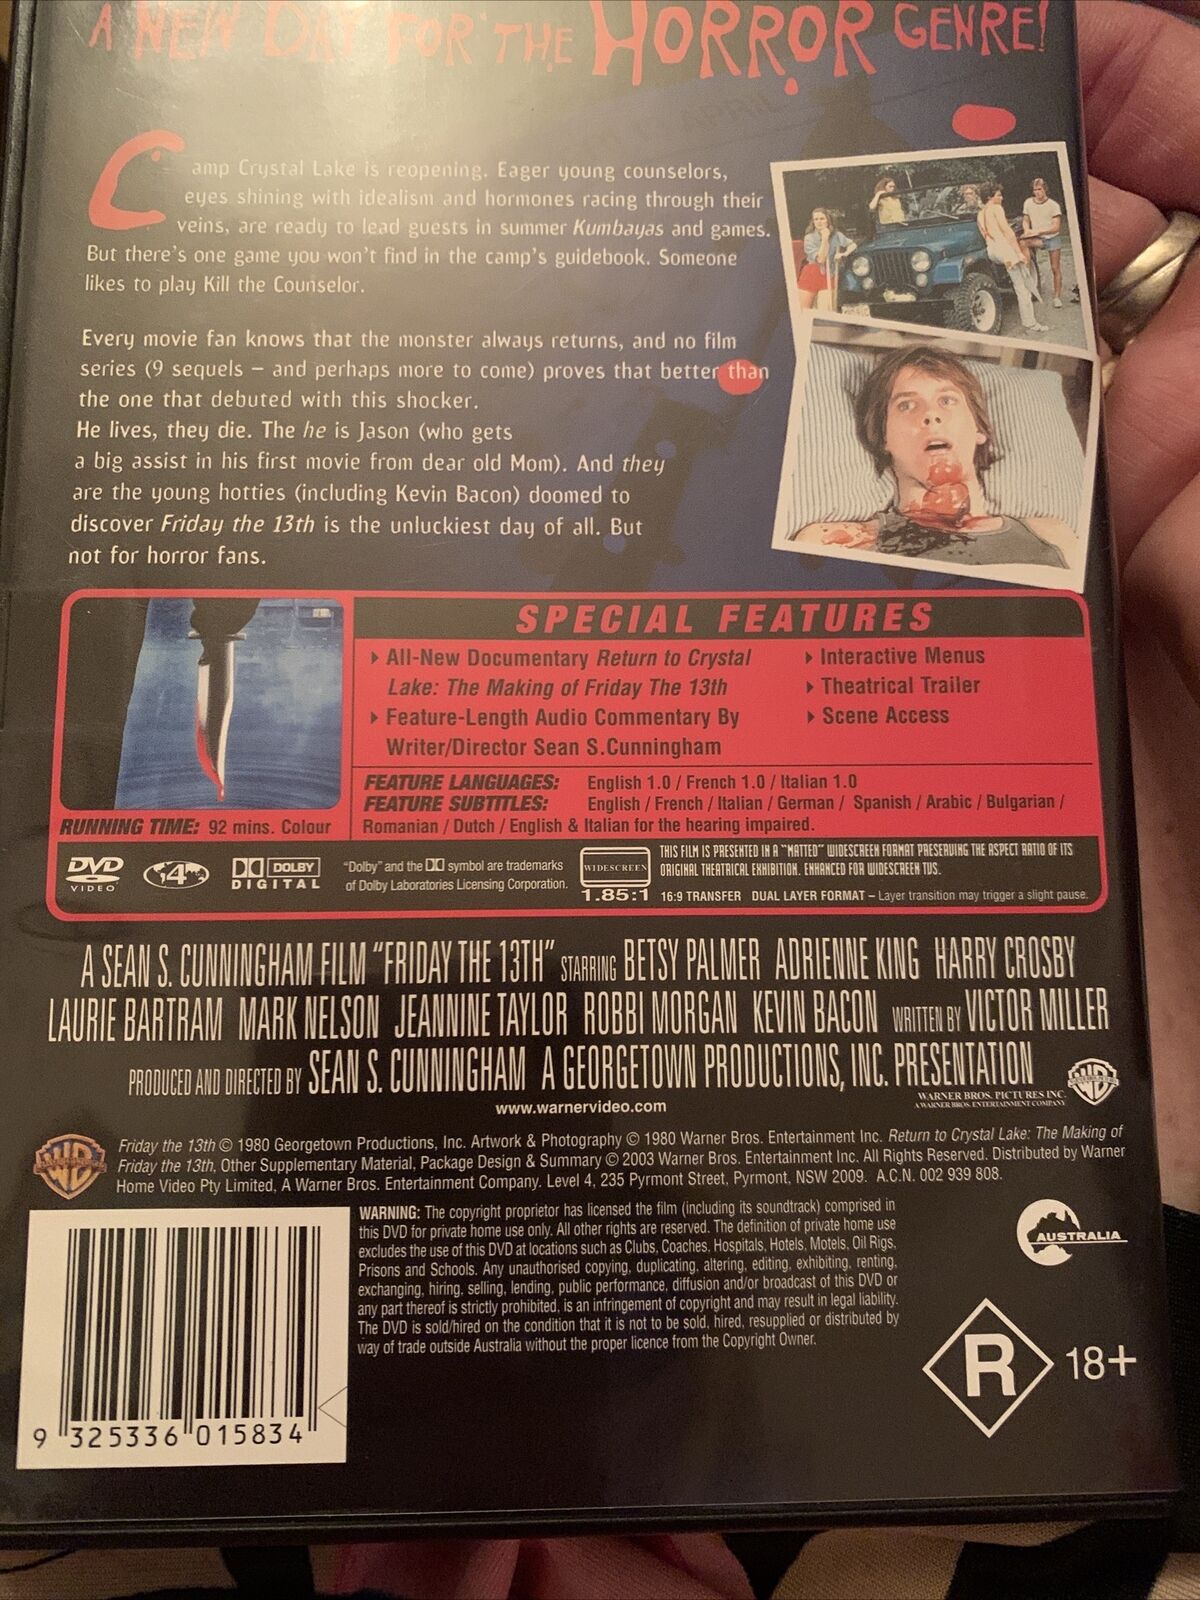 A NEW DAY FOR THE HORROR GENRE!
Camp Crystal Lake is reopening. Eager young counselors,
eyes shining with idealism and hormones racing through their
veins, are ready to lead guests in summer Kumbayas and games.
But there's one game you won't find in the camp's guidebook. Someone
likes to play Kill the Counselor.
Every movie fan knows that the monster always returns, and no film
series (9 sequels – and perhaps more to come) proves that better than
the one that debuted with this shocker.
He lives, they die. The he is Jason (who gets
a big assist in his first movie from dear old Mom). And they
are the young hotties (including Kevin Bacon) doomed to
discover Friday the 13th is the unluckiest day of all. But
not for horror fans.
SPECIAL FEATURES
All-New Documentary Return to Crystal
Lake: The Making of Friday The 13th
Feature-Length Audio Commentary By
Writer/Director Sean S.Cunningham
Interactive Menus
Theatrical Trailer
Scene Access
FEATURE LANGUAGES: English 1.0 / French 1.0 / Italian 1.0
FEATURE SUBTITLES: English / French / Italian / German / Spanish / Arabic / Bulgarian /
Romanian / Dutch / English & Italian for the hearing impaired.
RUNNING TIME: 92 mins. Colour
DVD VIDEO
4
DOLBY DIGITAL
"Dolby" and the DD symbol are trademarks
of Dolby Laboratories Licensing Corporation.
WIDESCREEN
1.85:1
THIS FILM IS PRESENTED IN A "MATTED" WIDESCREEN FORMAT PRESERVING THE ASPECT RATIO OF ITS
ORIGINAL THEATRICAL EXHIBITION. ENHANCED FOR WIDESCREEN TVS.
16:9 TRANSFER DUAL LAYER FORMAT – Layer transition may trigger a slight pause.
A SEAN S. CUNNINGHAM FILM "FRIDAY THE 13TH" STARRING BETSY PALMER ADRIENNE KING HARRY CROSBY
LAURIE BARTRAM MARK NELSON JEANNINE TAYLOR ROBBI MORGAN KEVIN BACON WRITTEN BY VICTOR MILLER
PRODUCED AND DIRECTED BY SEAN S. CUNNINGHAM A GEORGETOWN PRODUCTIONS, INC. PRESENTATION
www.warnervideo.com
WARNER BROS. PICTURES INC.
A WARNER BROS. ENTERTAINMENT COMPANY
Friday the 13th © 1980 Georgetown Productions, Inc. Artwork & Photography © 1980 Warner Bros. Entertainment Inc. Return to Crystal Lake: The Making of
Friday the 13th, Other Supplementary Material, Package Design & Summary © 2003 Warner Bros. Entertainment Inc. All Rights Reserved. Distributed by Warner
Home Video Pty Limited, A Warner Bros. Entertainment Company. Level 4, 235 Pyrmont Street, Pyrmont, NSW 2009. A.C.N. 002 939 808.
WARNING: The copyright proprietor has licensed the film (including its soundtrack) comprised in
this DVD for private home use only. All other rights are reserved. The definition of private home use
excludes the use of this DVD at locations such as Clubs, Coaches, Hospitals, Hotels, Motels, Oil Rigs,
Prisons and Schools. Any unauthorised copying, duplicating, altering, editing, exhibiting, renting,
exchanging, hiring, selling, lending, public performance, diffusion and/or broadcast of this DVD or
any part thereof is strictly prohibited, is an infringement of copyright and may result in legal liability.
The DVD is sold/hired on the condition that it is not to be sold, hired, resupplied or distributed by
way of trade outside Australia without the proper licence from the Copyright Owner.
AUSTRALIA
R 18+
9 325336 015834